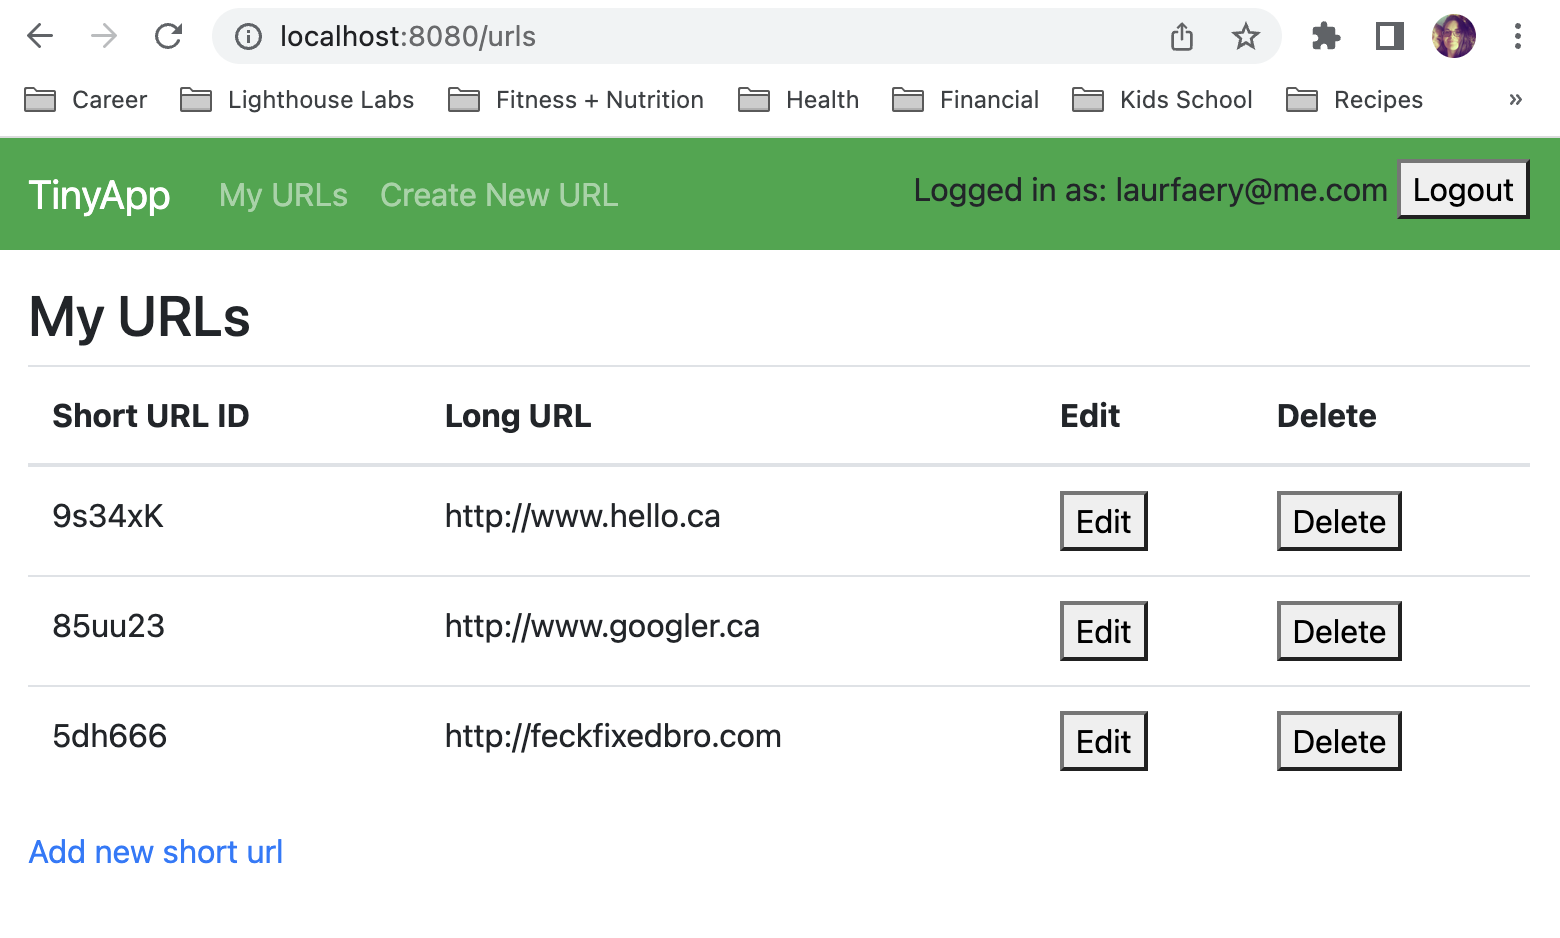 localhost:8080/urls
Career Lighthouse Labs Fitness + Nutrition Health Financial Kids School Recipes »
TinyApp My URLs Create New URL Logged in as: laurfaery@me.com Logout
My URLs
Short URL ID Long URL Edit Delete
9s34xK http://www.hello.ca Edit Delete
85uu23 http://www.googler.ca Edit Delete
5dh666 http://feckfixedbro.com Edit Delete
Add new short url